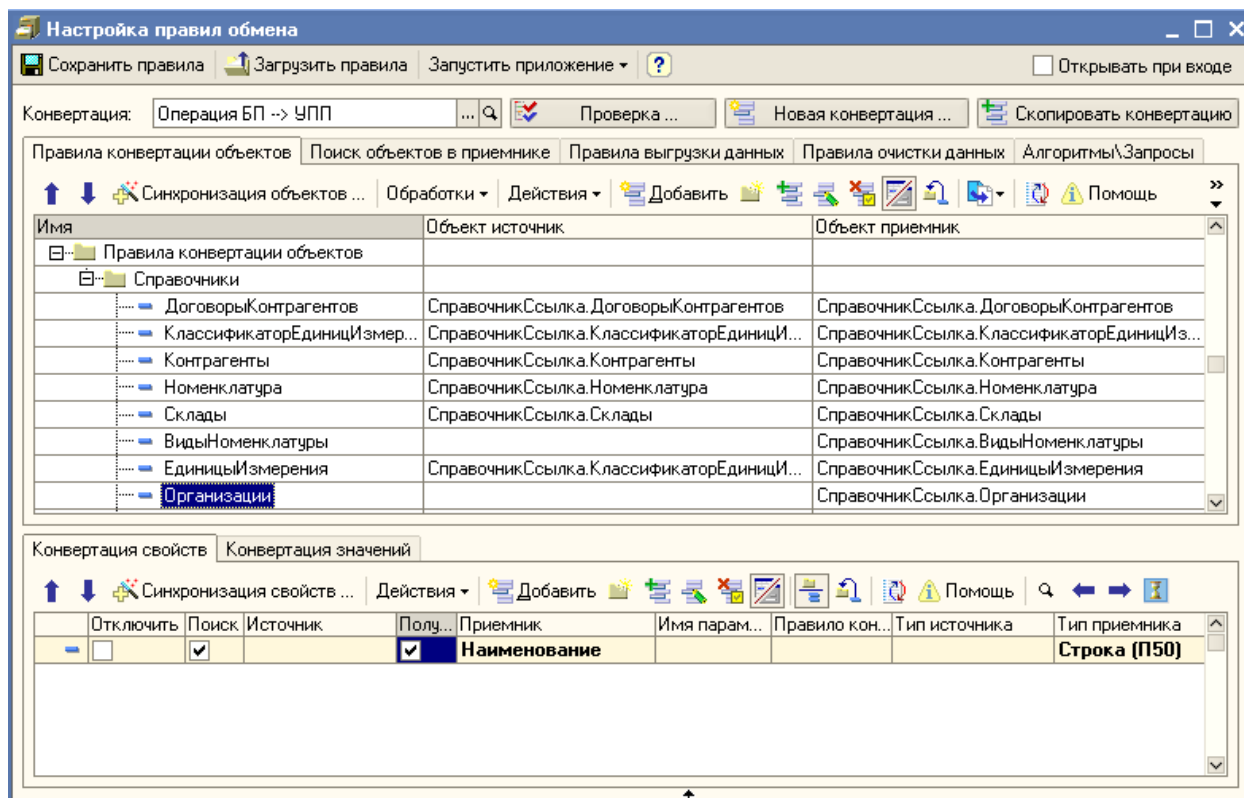 Настройка правил обмена
Сохранить правила Загрузить правила Запустить приложение ? Открывать при входе
Конвертация: Операция БП --> УПП ... Проверка ... Новая конвертация ... Скопировать конвертацию
Правила конвертации объектов Поиск объектов в приемнике Правила выгрузки данных Правила очистки данных Алгоритмы\Запросы
Синхронизация объектов ... Обработки Действия Добавить Помощь »
Имя Объект источник Объект приемник
Правила конвертации объектов
Справочники
ДоговорыКонтрагентов СправочникСсылка.ДоговорыКонтрагентов СправочникСсылка.ДоговорыКонтрагентов
КлассификаторЕдиницИзмер... СправочникСсылка.КлассификаторЕдиницИ... СправочникСсылка.КлассификаторЕдиницИз...
Контрагенты СправочникСсылка.Контрагенты СправочникСсылка.Контрагенты
Номенклатура СправочникСсылка.Номенклатура СправочникСсылка.Номенклатура
Склады СправочникСсылка.Склады СправочникСсылка.Склады
ВидыНоменклатуры СправочникСсылка.ВидыНоменклатуры
ЕдиницыИзмерения СправочникСсылка.КлассификаторЕдиницИ... СправочникСсылка.ЕдиницыИзмерения
Организации СправочникСсылка.Организации
Конвертация свойств Конвертация значений
Синхронизация свойств ... Действия Добавить Помощь
Отключить Поиск Источник Полу... Приемник Имя парам... Правило кон... Тип источника Тип приемника
Наименование Строка (П50)